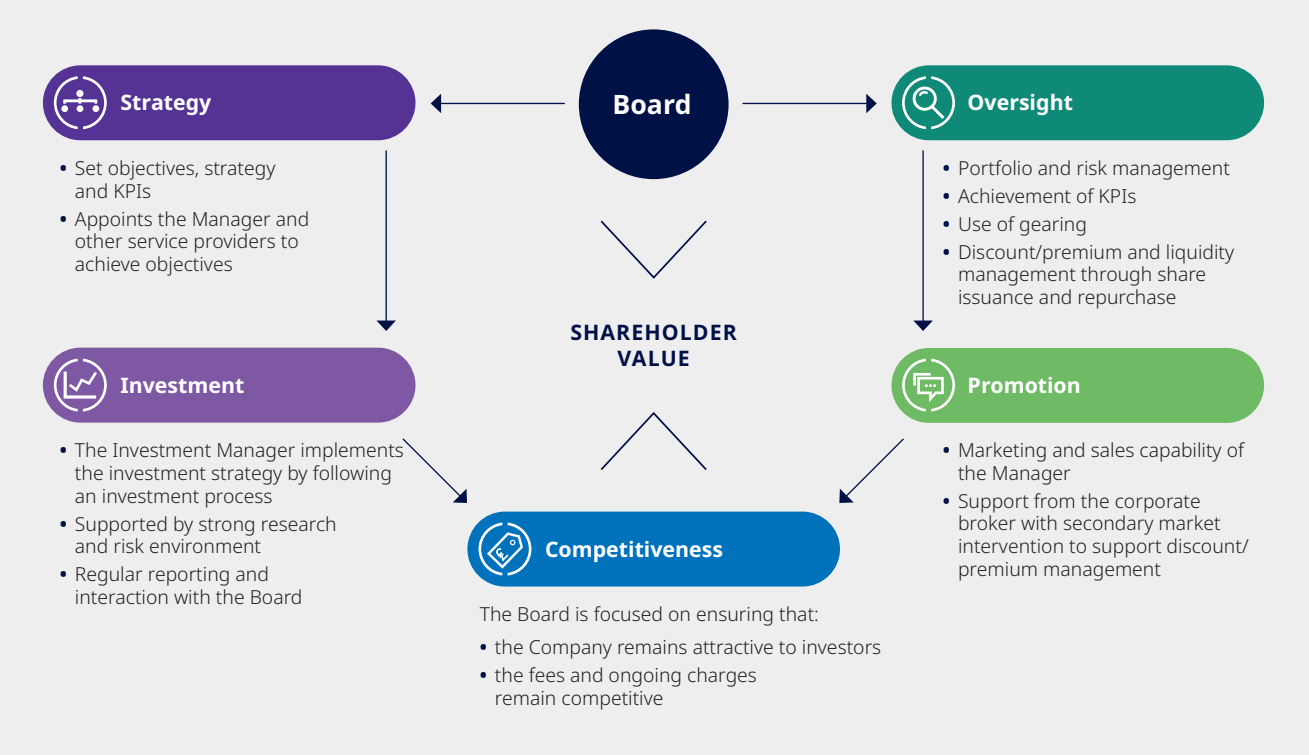 Board
Strategy
• Set objectives, strategy
and KPIs
• Appoints the Manager and
other service providers to
achieve objectives
Oversight
• Portfolio and risk management
• Achievement of KPIs
• Use of gearing
• Discount/premium and liquidity
management through share
issuance and repurchase
SHAREHOLDER
VALUE
Investment
• The Investment Manager implements
the investment strategy by following
an investment process
• Supported by strong research
and risk environment
• Regular reporting and
interaction with the Board
Promotion
• Marketing and sales capability of
the Manager
• Support from the corporate
broker with secondary market
intervention to support discount/
premium management
£
Competitiveness
The Board is focused on ensuring that:
• the Company remains attractive to investors
• the fees and ongoing charges
remain competitive